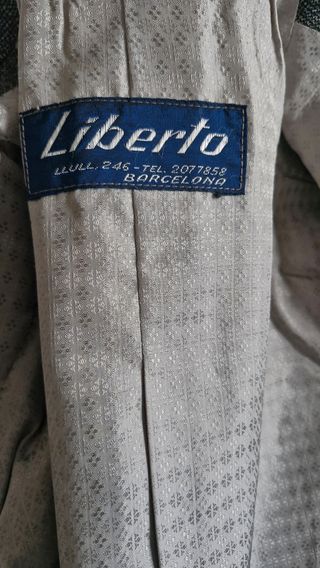 Liberto
LLULL, 246 - TEL. 2077858
BARCELONA